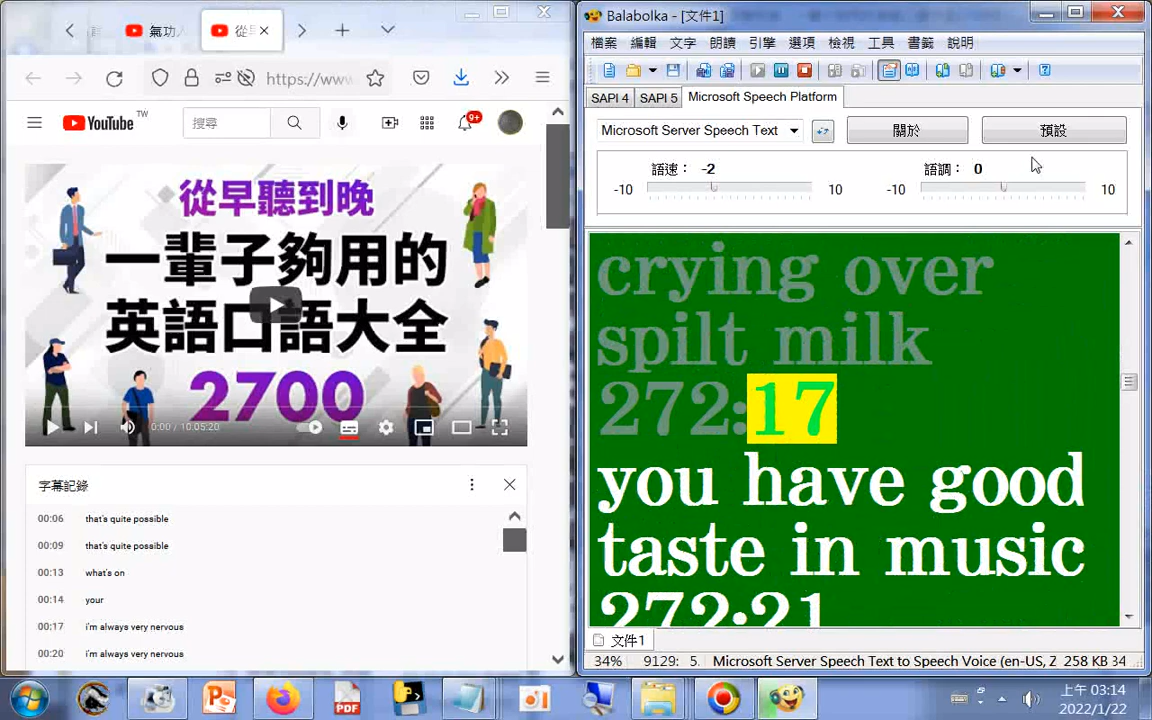 氣功
從
https://www
YouTube TW
搜尋
9+
從早聽到晚
一輩子夠用的
英語口語大全
2700
0:00 / 10:05:20
字幕記錄
00:06 that's quite possible
00:09 that's quite possible
00:13 what's on
00:14 your
00:17 i'm always very nervous
00:20 i'm always very nervous
Balabolka - [文件1]
檔案 編輯 文字 朗讀 引擎 選項 檢視 工具 書籤 說明
SAPI 4 SAPI 5 Microsoft Speech Platform
Microsoft Server Speech Text 關於 預設
語速: -2 語調: 0
-10 10 -10 10
crying over
spilt milk
272:17
you have good
taste in music
272:21
文件1
34% 9129: 5. Microsoft Server Speech Text to Speech Voice (en-US, Z 258 KB 34
PDF
上午 03:14
2022/1/22